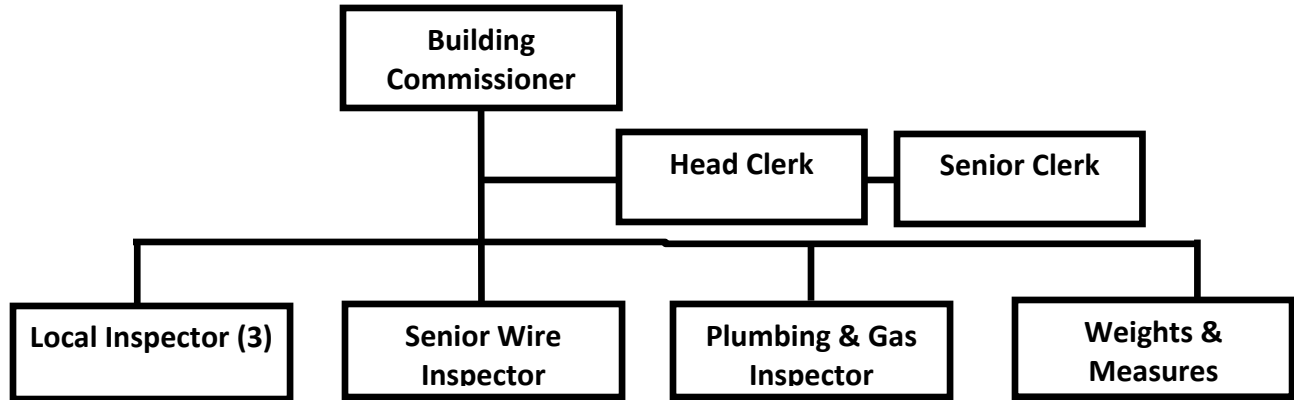 Building
Commissioner
Head Clerk
Senior Clerk
Local Inspector (3)
Senior Wire
Inspector
Plumbing & Gas
Inspector
Weights &
Measures